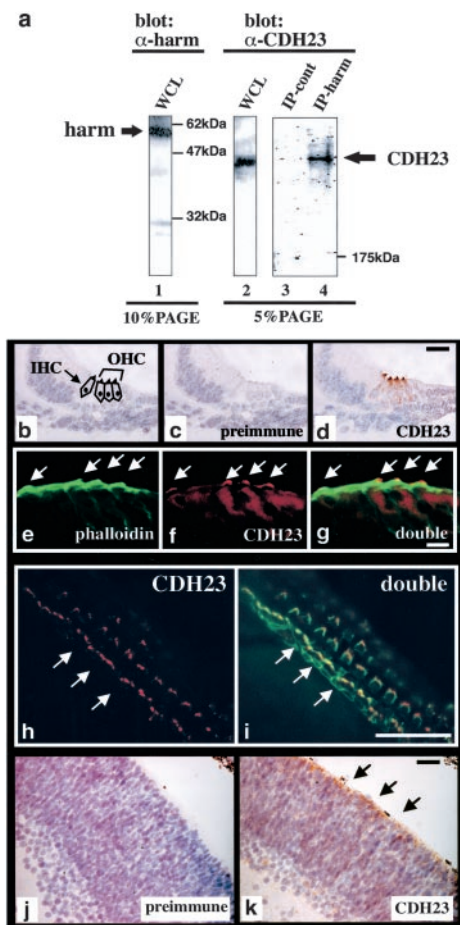 a
blot: α-harm
blot: α-CDH23
WCL
WCL
IP-cont
IP-harm
harm
62kDa
47kDa
32kDa
CDH23
175kDa
1
2
3
4
10%PAGE
5%PAGE
IHC
OHC
b
c
preimmune
d
CDH23
e
phalloidin
f
CDH23
g
double
h
CDH23
i
double
j
preimmune
k
CDH23